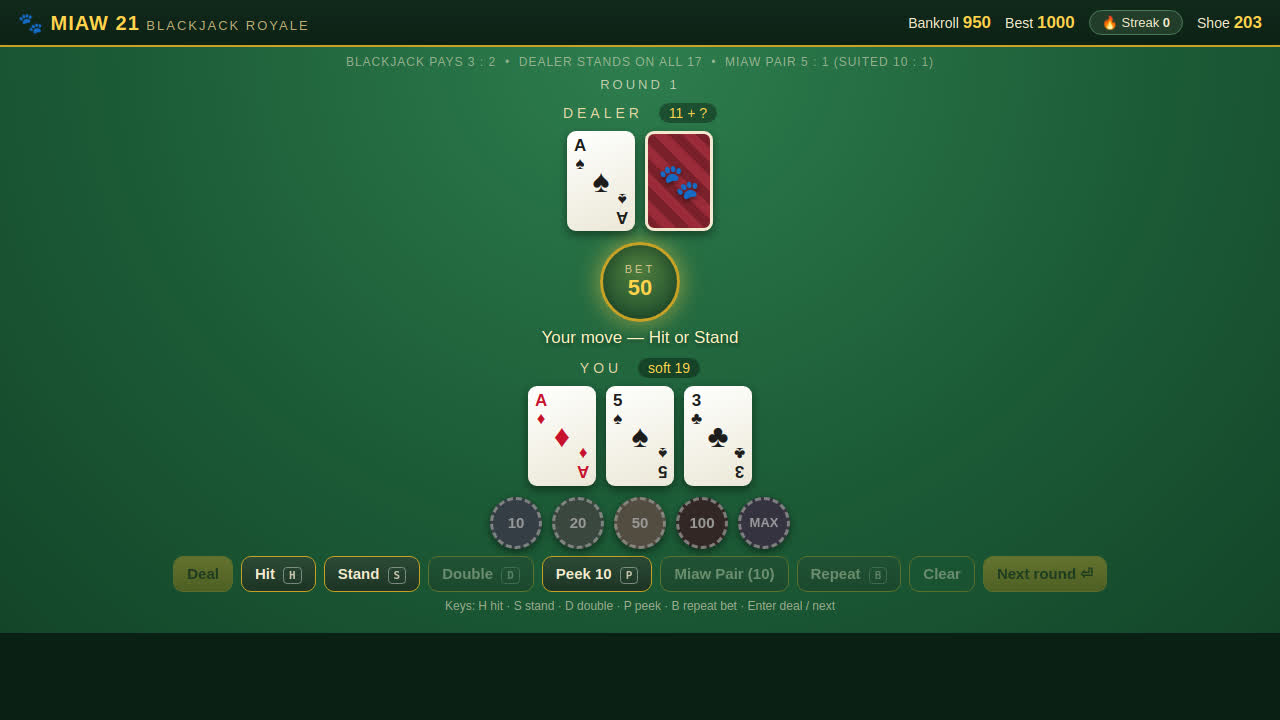 🐾 MIAW 21 BLACKJACK ROYALE Bankroll 950 Best 1000 🔥 Streak 0 Shoe 203
BLACKJACK PAYS 3 : 2 • DEALER STANDS ON ALL 17 • MIAW PAIR 5 : 1 (SUITED 10 : 1)
ROUND 1
DEALER 11 + ?
A ♠ ♠ ♠ A
BET
50
Your move — Hit or Stand
YOU soft 19
A ♦ ♦ ♦ A 5 ♠ ♠ ♠ 5 3 ♣ ♣ ♣ 3
10 20 50 100 MAX
Deal Hit H Stand S Double D Peek 10 P Miaw Pair (10) Repeat B Clear Next round ⏎
Keys: H hit · S stand · D double · P peek · B repeat bet · Enter deal / next